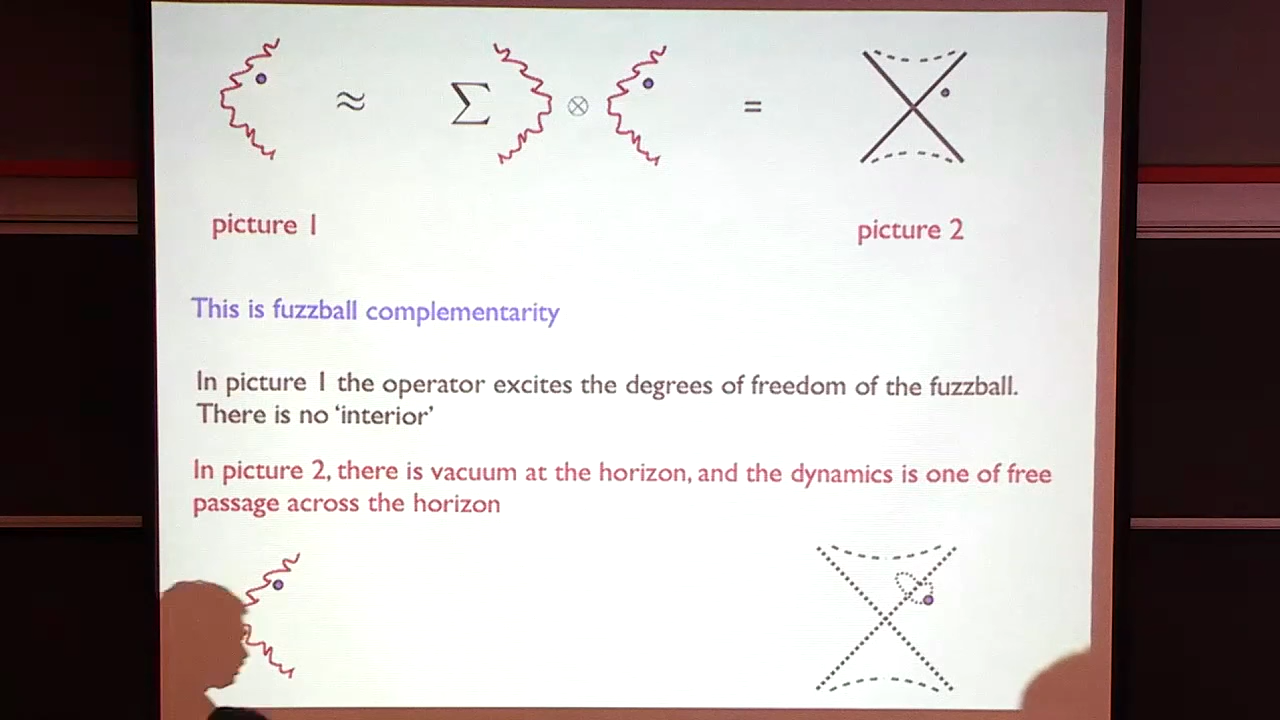 ≈ Σ ⊗ =
picture 1
picture 2
This is fuzzball complementarity
In picture 1 the operator excites the degrees of freedom of the fuzzball.
There is no ‘interior’
In picture 2, there is vacuum at the horizon, and the dynamics is one of free
passage across the horizon